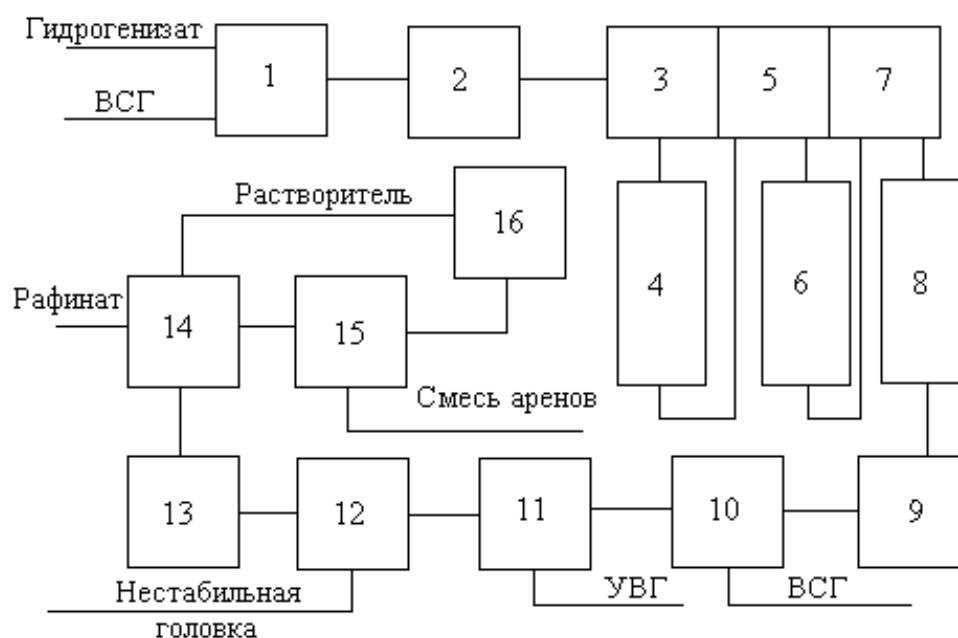 Гидрогенизат
ВСГ
1
2
3
5
7
Растворитель
16
4
6
8
Рафинат
14
15
Смесь аренов
13
12
11
10
9
Нестабильная
головка
УВГ
ВСГ